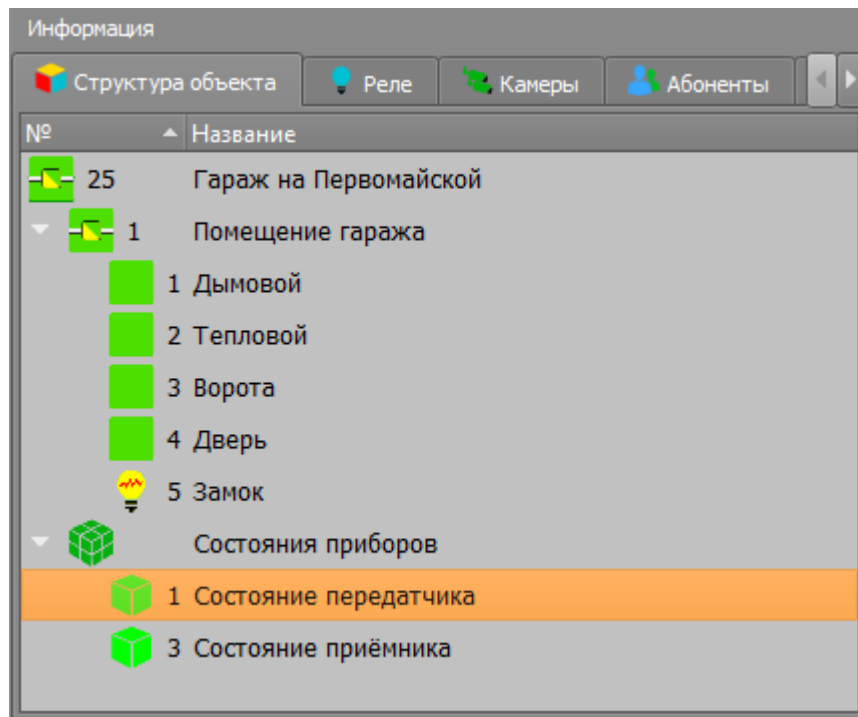 Информация
Структура объекта Реле Камеры Абоненты
№ Название
25 Гараж на Первомайской
1 Помещение гаража
1 Дымовой
2 Тепловой
3 Ворота
4 Дверь
5 Замок
Состояния приборов
1 Состояние передатчика
3 Состояние приёмника